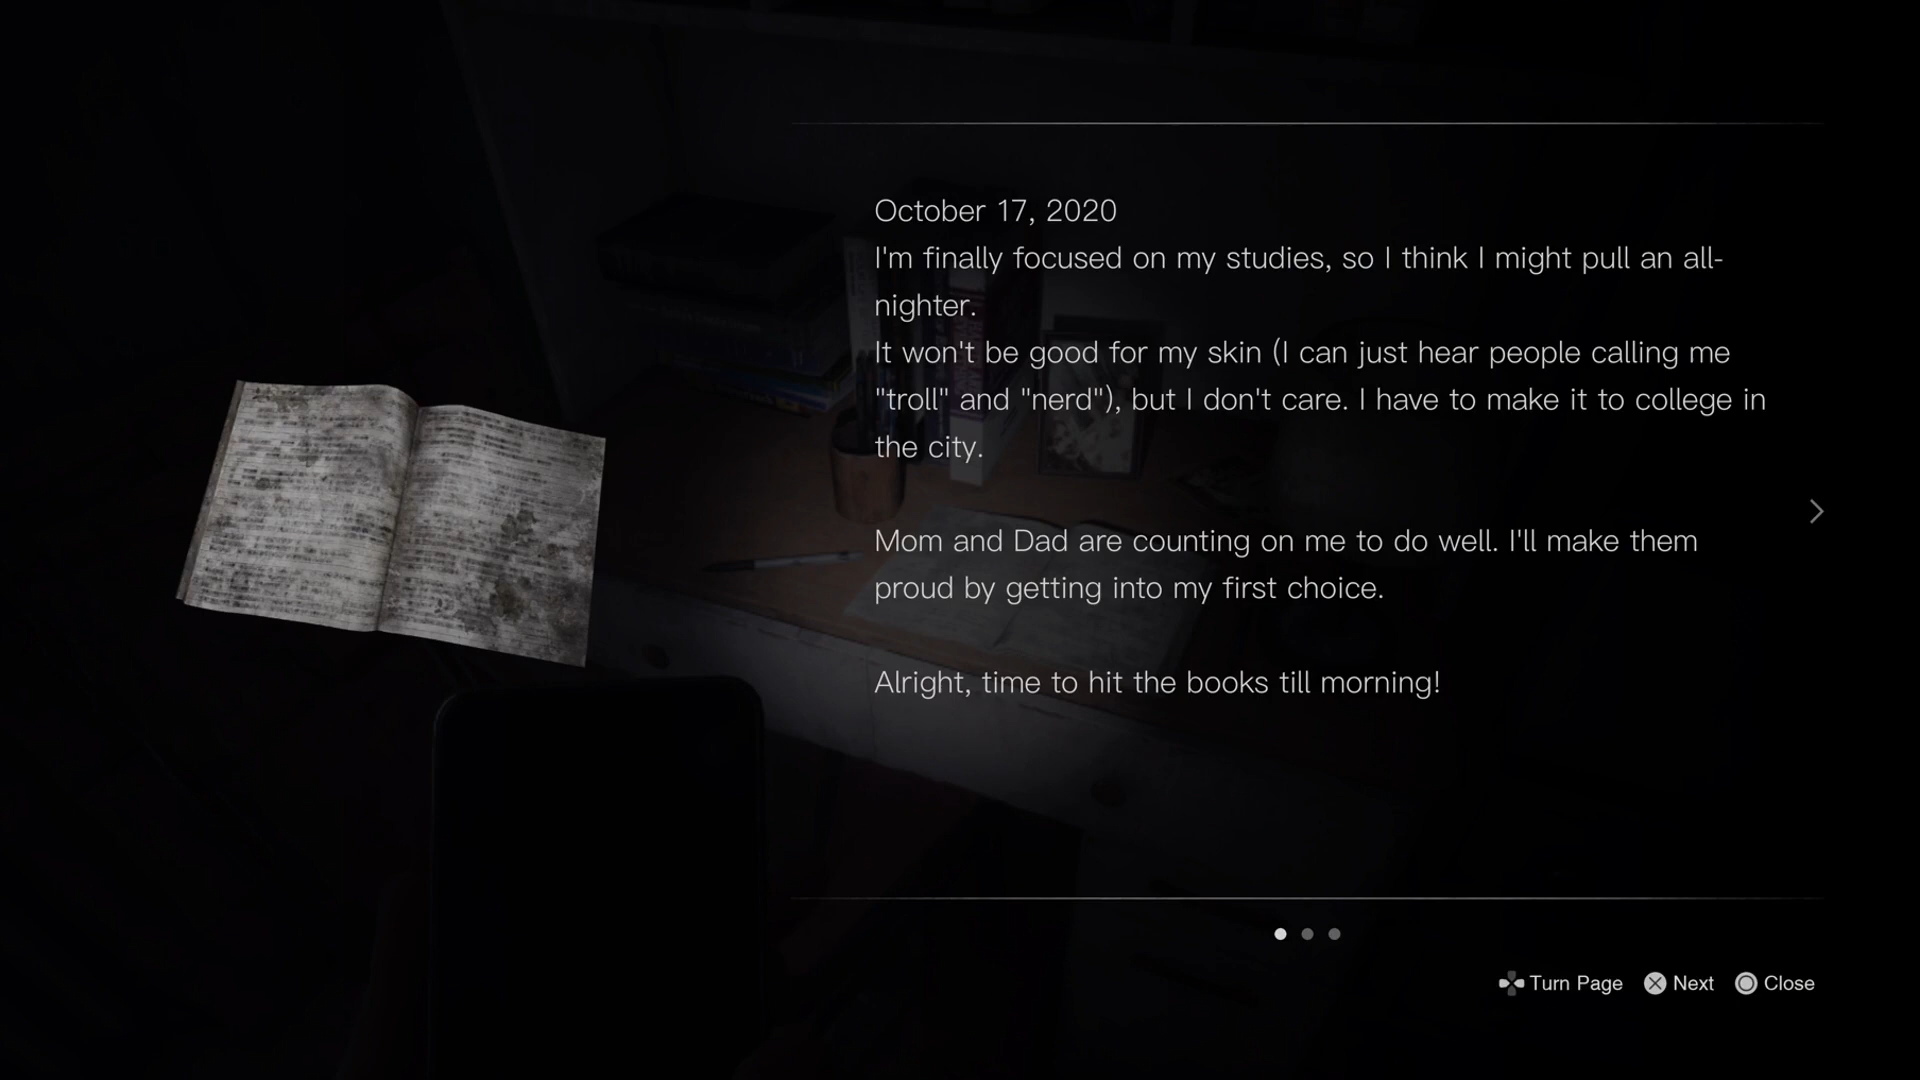 October 17, 2020
I'm finally focused on my studies, so I think I might pull an all-
nighter.
It won't be good for my skin (I can just hear people calling me
"troll" and "nerd"), but I don't care. I have to make it to college in
the city.
Mom and Dad are counting on me to do well. I'll make them
proud by getting into my first choice.
Alright, time to hit the books till morning!
Turn Page Next Close